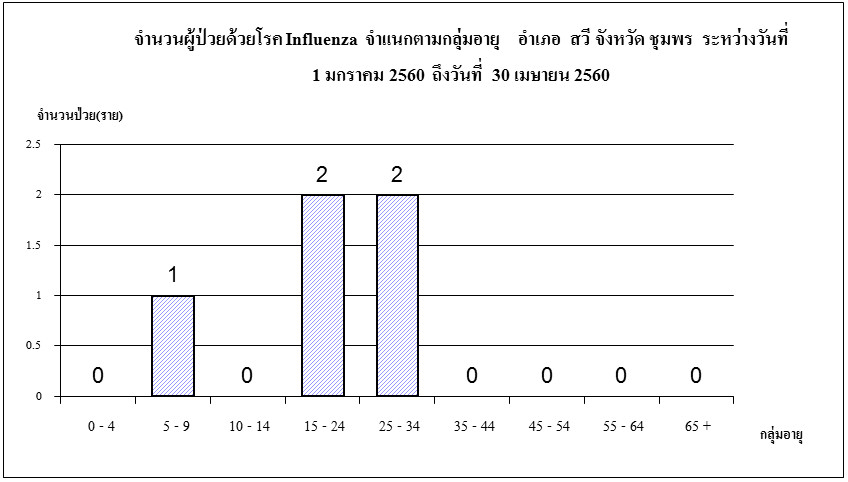 จำนวนผู้ป่วยด้วยโรค Influenza จำแนกตามกลุ่มอายุ อำเภอ สวี จังหวัด ชุมพร ระหว่างวันที่
1 มกราคม 2560 ถึงวันที่ 30 เมษายน 2560
จำนวนป่วย(ราย)
2.5
2
1.5
1
0.5
0
0 1 0 2 2 0 0 0 0
0 - 4 5 - 9 10 - 14 15 - 24 25 - 34 35 - 44 45 - 54 55 - 64 65 +
กลุ่มอายุ